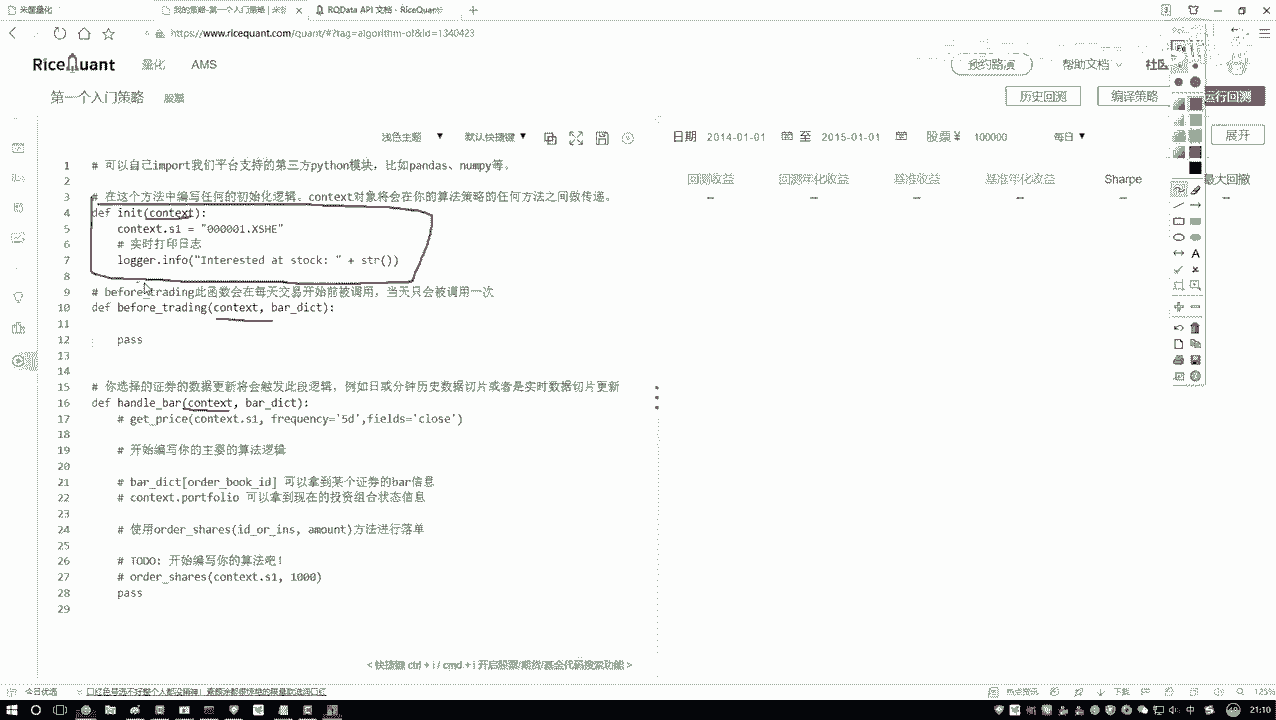 米筐量化
我的策略-第一个入门策略 | 米筐
RQData API 文档 - RiceQuant
https://www.ricequant.com/quant/#?tag=algorithm-of&id=1340423
RiceQuant
量化
AMS
预约路演
帮助文档
社区
第一个入门策略
股票
历史回测
编译策略
运行回测
浅色主题
默认快捷键
日期
2014-01-01
至
2015-01-01
股票 ¥
100000
每日
展开
回测收益
回测年化收益
基准收益
基准年化收益
Sharpe
最大回撤
--
--
--
--
--
--
1 # 可以自己import我们平台支持的第三方python模块，比如pandas、numpy等。
2
3 # 在这个方法中编写任何的初始化逻辑。context对象将会在你的算法策略的任何方法之间做传递。
4 def init(context):
5 context.s1 = "000001.XSHE"
6 # 实时打印日志
7 logger.info("Interested at stock: " + str())
8
9 # before_trading此函数会在每天交易开始前被调用，当天只会被调用一次
10 def before_trading(context, bar_dict):
11
12 pass
13
14
15 # 你选择的证券的数据更新将会触发此段逻辑，例如日或分钟历史数据切片或者是实时数据切片更新
16 def handle_bar(context, bar_dict):
17 # get_price(context.s1, frequency='5d',fields='close')
18
19 # 开始编写你的主要的算法逻辑
20
21 # bar_dict[order_book_id] 可以拿到某个证券的bar信息
22 # context.portfolio 可以拿到现在的投资组合状态信息
23
24 # 使用order_shares(id_or_ins, amount)方法进行落单
25
26 # TODO: 开始编写你的算法吧！
27 # order_shares(context.s1, 1000)
28 pass
29
< 快捷键 ctrl + i / cmd + i 开启股票/期货/基金代码搜索功能 >
今日优选
下载
125%
21:10